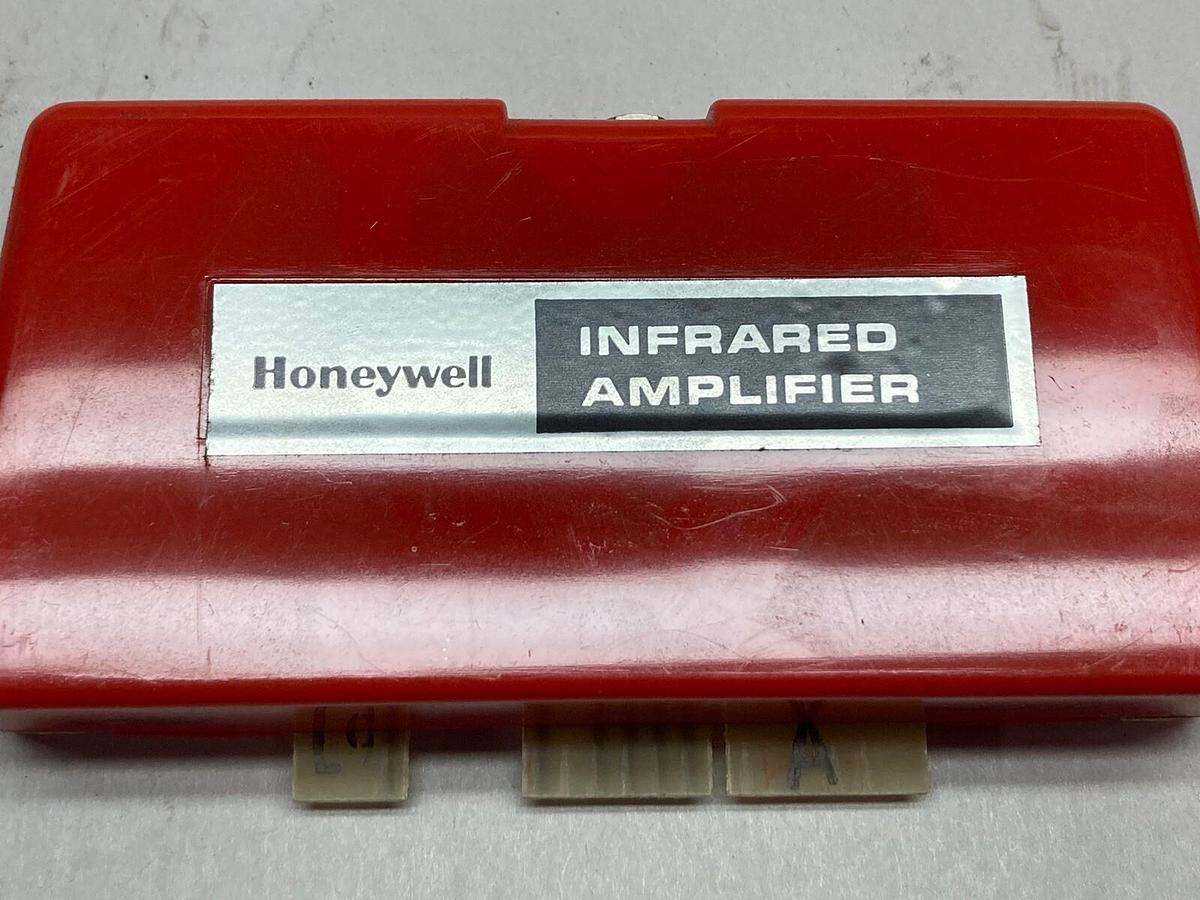 Honeywell
INFRARED
AMPLIFIER
A